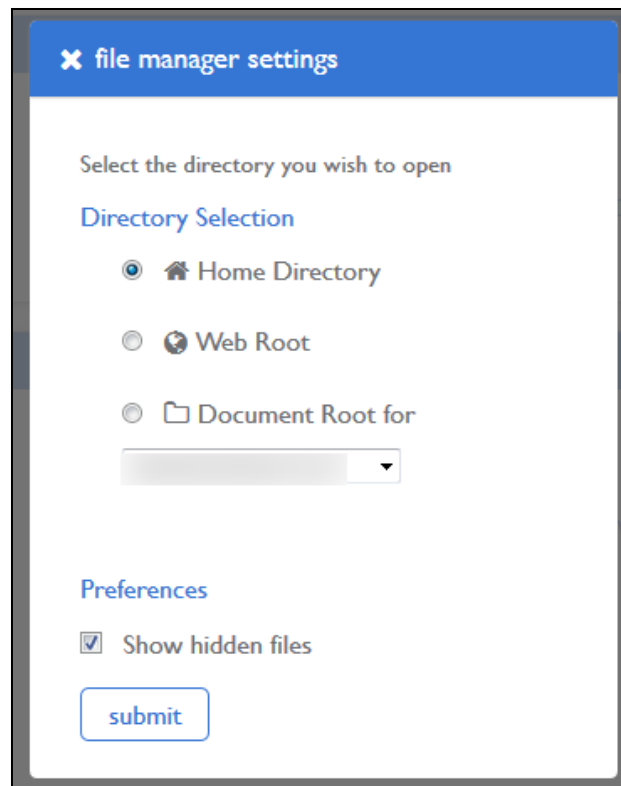 file manager settings
Select the directory you wish to open
Directory Selection
Home Directory
Web Root
Document Root for
Preferences
Show hidden files
submit